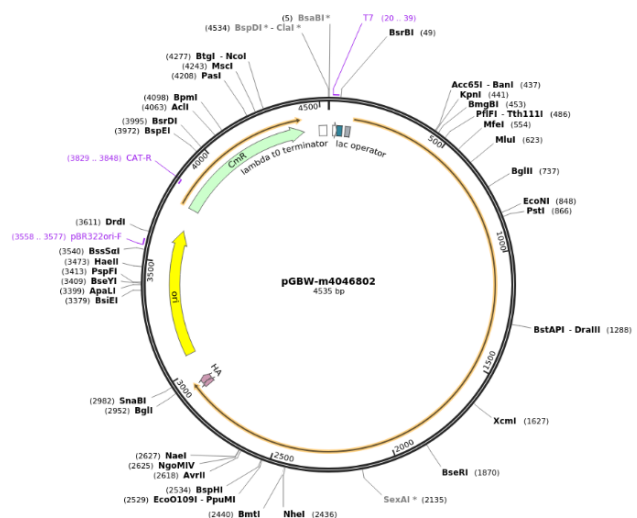 (5) BsaBI*
(4534) BspDI* - ClaI*
T7 (20 .. 39)
BsrBI (49)
(4277) BtgI - NcoI
(4243) MscI
(4208) PasI
(4098) BpmI
(4063) AclI
(3995) BsrDI
(3972) BspEI
(3829 .. 3848) CAT-R
(3611) DrdI
(3558 .. 3577) pBR322ori-F
(3540) BssSαI
(3473) HaeII
(3413) PspFI
(3409) BseYI
(3399) ApaLI
(3379) BsiEI
(2982) SnaBI
(2952) BglI
(2627) NaeI
(2625) NgoMIV
(2618) AvrII
(2534) BspHI
(2529) EcoO109I - PpuMI
(2440) BmtI
NheI (2436)
SexAI* (2135)
BseRI (1870)
XcmI (1627)
BstAPI - DraIII (1288)
PstI (866)
EcoNI (848)
BglII (737)
MluI (623)
MfeI (554)
PflFI - Tth111I (486)
BmgBI (453)
KpnI (441)
Acc65I - BanI (437)
4500
500
1000
1500
2000
2500
3000
3500
4000
CmR
lambda t0 terminator
lac operator
ori
HA
pGBW-m4046802
4535 bp